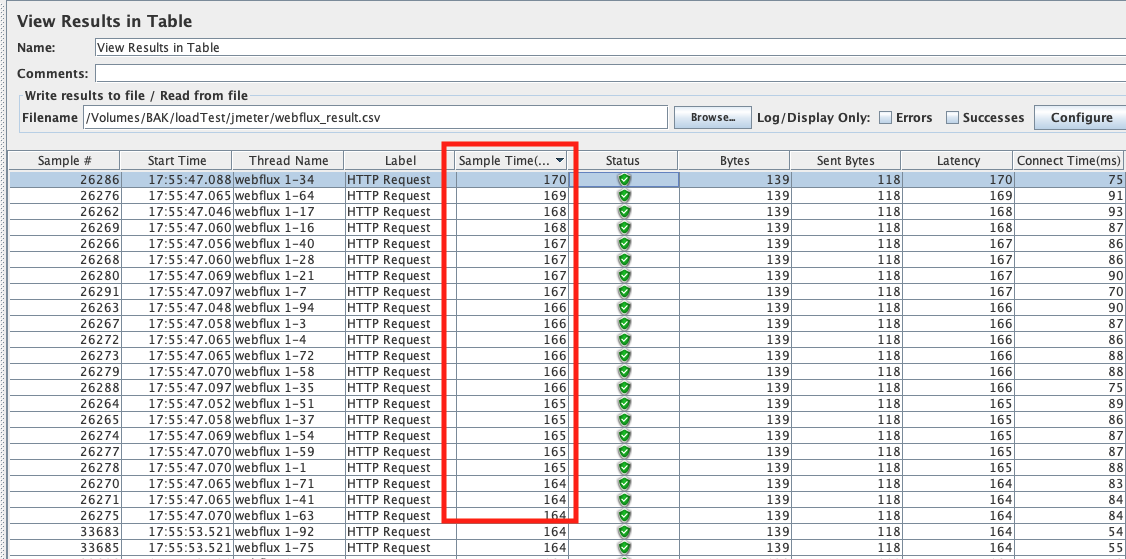 View Results in Table
Name: View Results in Table
Comments:
Write results to file / Read from file
Filename /Volumes/BAK/loadTest/jmeter/webflux_result.csv Browse... Log/Display Only: Errors Successes Configure
Sample # Start Time Thread Name Label Sample Time(... Status Bytes Sent Bytes Latency Connect Time(ms)
26286 17:55:47.088 webflux 1-34 HTTP Request 170 139 118 170 75
26276 17:55:47.065 webflux 1-64 HTTP Request 169 139 118 169 91
26262 17:55:47.046 webflux 1-17 HTTP Request 168 139 118 168 93
26269 17:55:47.060 webflux 1-16 HTTP Request 168 139 118 168 87
26266 17:55:47.056 webflux 1-40 HTTP Request 167 139 118 167 86
26268 17:55:47.060 webflux 1-28 HTTP Request 167 139 118 167 86
26280 17:55:47.069 webflux 1-21 HTTP Request 167 139 118 167 90
26291 17:55:47.097 webflux 1-7 HTTP Request 167 139 118 167 70
26263 17:55:47.048 webflux 1-94 HTTP Request 166 139 118 166 90
26267 17:55:47.058 webflux 1-3 HTTP Request 166 139 118 166 87
26272 17:55:47.065 webflux 1-4 HTTP Request 166 139 118 166 86
26273 17:55:47.065 webflux 1-72 HTTP Request 166 139 118 166 88
26279 17:55:47.070 webflux 1-58 HTTP Request 166 139 118 166 88
26288 17:55:47.097 webflux 1-35 HTTP Request 166 139 118 166 75
26264 17:55:47.052 webflux 1-51 HTTP Request 165 139 118 165 89
26265 17:55:47.058 webflux 1-37 HTTP Request 165 139 118 165 86
26274 17:55:47.069 webflux 1-54 HTTP Request 165 139 118 165 87
26277 17:55:47.070 webflux 1-59 HTTP Request 165 139 118 165 87
26278 17:55:47.070 webflux 1-1 HTTP Request 165 139 118 165 88
26270 17:55:47.065 webflux 1-71 HTTP Request 164 139 118 164 83
26271 17:55:47.065 webflux 1-41 HTTP Request 164 139 118 164 84
26275 17:55:47.070 webflux 1-63 HTTP Request 164 139 118 164 84
33683 17:55:53.521 webflux 1-92 HTTP Request 164 139 118 164 54
33685 17:55:53.521 webflux 1-75 HTTP Request 164 139 118 164 55